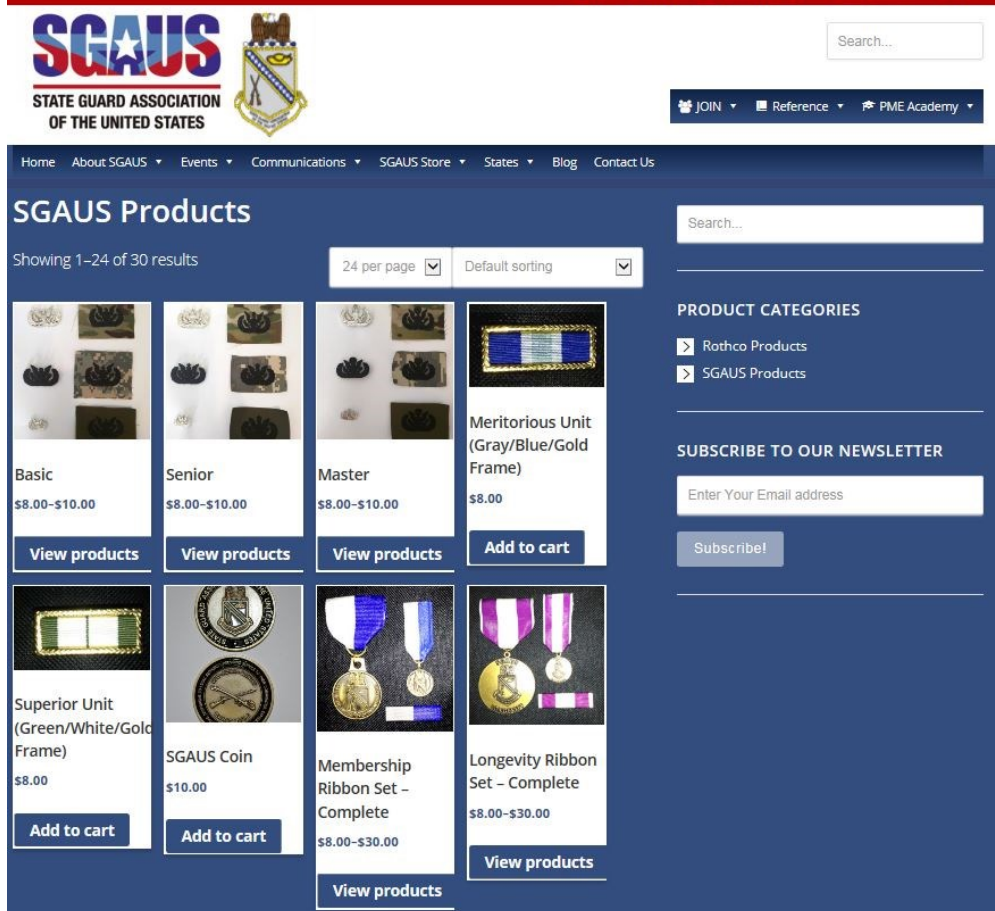 SGAUS
STATE GUARD ASSOCIATION
OF THE UNITED STATES
Search...
JOIN
Reference
PME Academy
Home
About SGAUS
Events
Communications
SGAUS Store
States
Blog
Contact Us
SGAUS Products
Showing 1–24 of 30 results
24 per page
Default sorting
Basic
$8.00–$10.00
View products
Senior
$8.00–$10.00
View products
Master
$8.00–$10.00
View products
Meritorious Unit
(Gray/Blue/Gold
Frame)
$8.00
Add to cart
Superior Unit
(Green/White/Gold
Frame)
$8.00
Add to cart
SGAUS Coin
$10.00
Add to cart
Membership
Ribbon Set –
Complete
$8.00–$30.00
View products
Longevity Ribbon
Set – Complete
$8.00–$30.00
View products
Search...
PRODUCT CATEGORIES
Rothco Products
SGAUS Products
SUBSCRIBE TO OUR NEWSLETTER
Enter Your Email address
Subscribe!